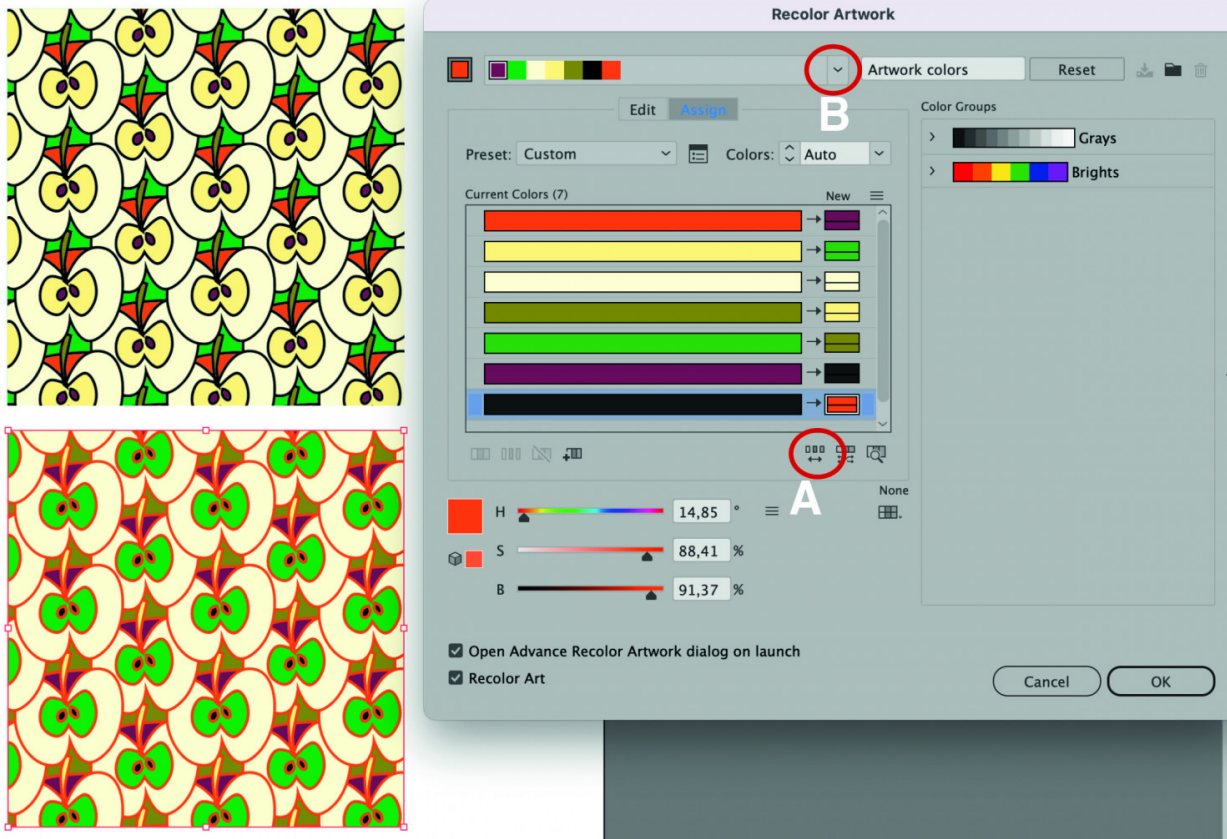 Recolor Artwork
Artwork colors
Reset
B
Edit
Assign
Color Groups
Preset: Custom
Colors: Auto
Grays
Brights
Current Colors (7)
New
A
None
H 14,85 °
S 88,41 %
B 91,37 %
Open Advance Recolor Artwork dialog on launch
Recolor Art
Cancel
OK